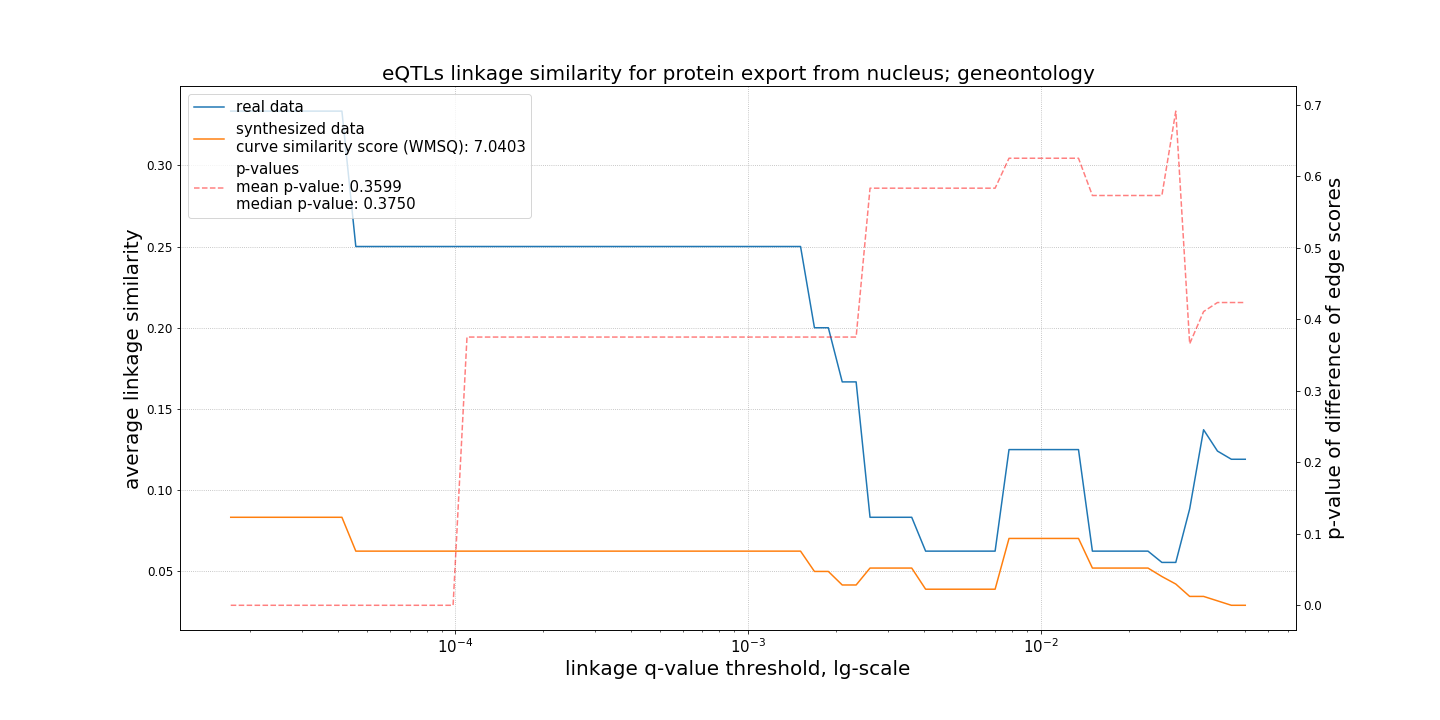 eQTLs linkage similarity for protein export from nucleus; geneontology
real data
synthesized data
curve similarity score (WMSQ): 7.0403
p-values
mean p-value: 0.3599
median p-value: 0.3750
average linkage similarity
0.30
0.25
0.20
0.15
0.10
0.05
p-value of difference of edge scores
0.7
0.6
0.5
0.4
0.3
0.2
0.1
0.0
10⁻⁴ 10⁻³ 10⁻²
linkage q-value threshold, lg-scale